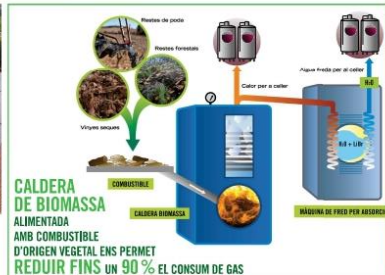 Restes de poda
Restes forestals
Vinyes seques
Calor per a celler
Aigua freda per al celler
H2O
H2O + LiBr
COMBUSTIBLE
CALDERA BIOMASSA
MÀQUINA DE FRED PER ABSORCIÓ
CALDERA
DE BIOMASSA
ALIMENTADA
AMB COMBUSTIBLE
D'ORIGEN VEGETAL ENS PERMET
REDUIR FINS UN 90 % EL CONSUM DE GAS